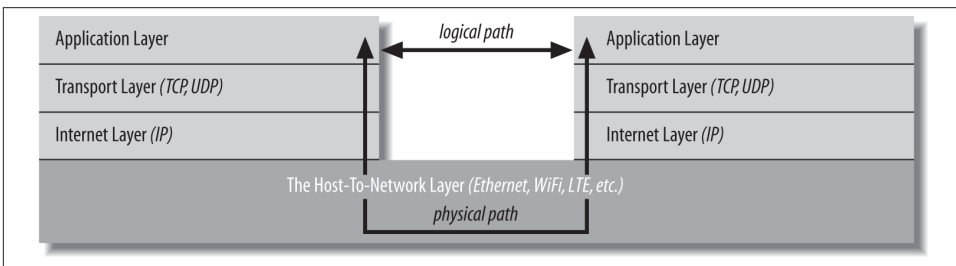 Application Layer
logical path
Application Layer
Transport Layer (TCP, UDP)
Transport Layer (TCP, UDP)
Internet Layer (IP)
Internet Layer (IP)
The Host-To-Network Layer (Ethernet, WiFi, LTE, etc.)
physical path